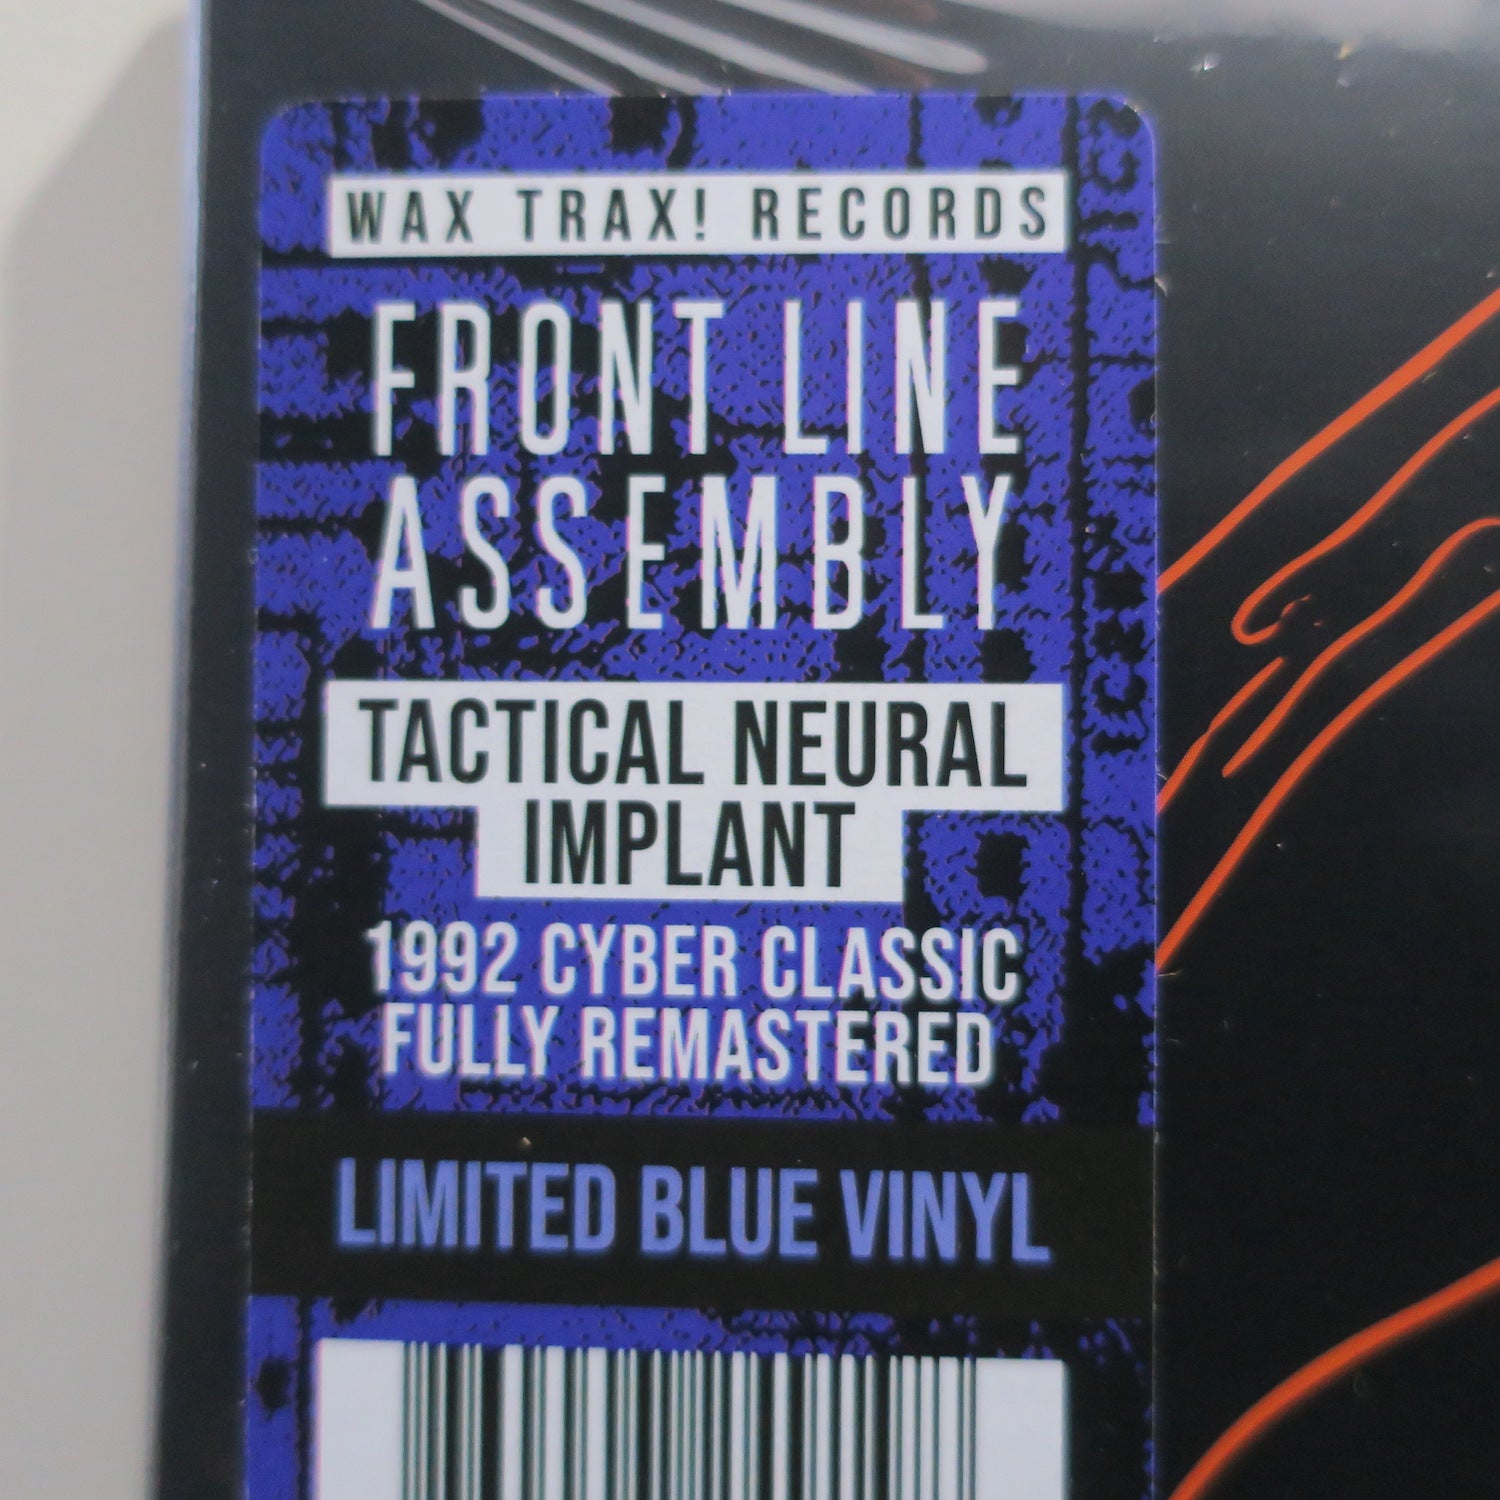 WAX TRAX! RECORDS
FRONT LINE
ASSEMBLY
TACTICAL NEURAL
IMPLANT
1992 CYBER CLASSIC
FULLY REMASTERED
LIMITED BLUE VINYL